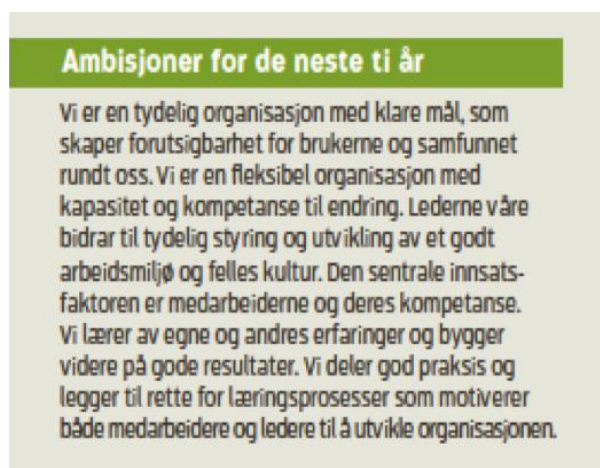 Ambisjoner for de neste ti år
Vi er en tydelig organisasjon med klare mål, som
skaper forutsigbarhet for brukerne og samfunnet
rundt oss. Vi er en fleksibel organisasjon med
kapasitet og kompetanse til endring. Lederne våre
bidrar til tydelig styring og utvikling av et godt
arbeidsmiljø og felles kultur. Den sentrale innsats-
faktoren er medarbeiderne og deres kompetanse.
Vi lærer av egne og andres erfaringer og bygger
videre på gode resultater. Vi deler god praksis og
legger til rette for læringsprosesser som motiverer
både medarbeidere og ledere til å utvikle organisasjonen.